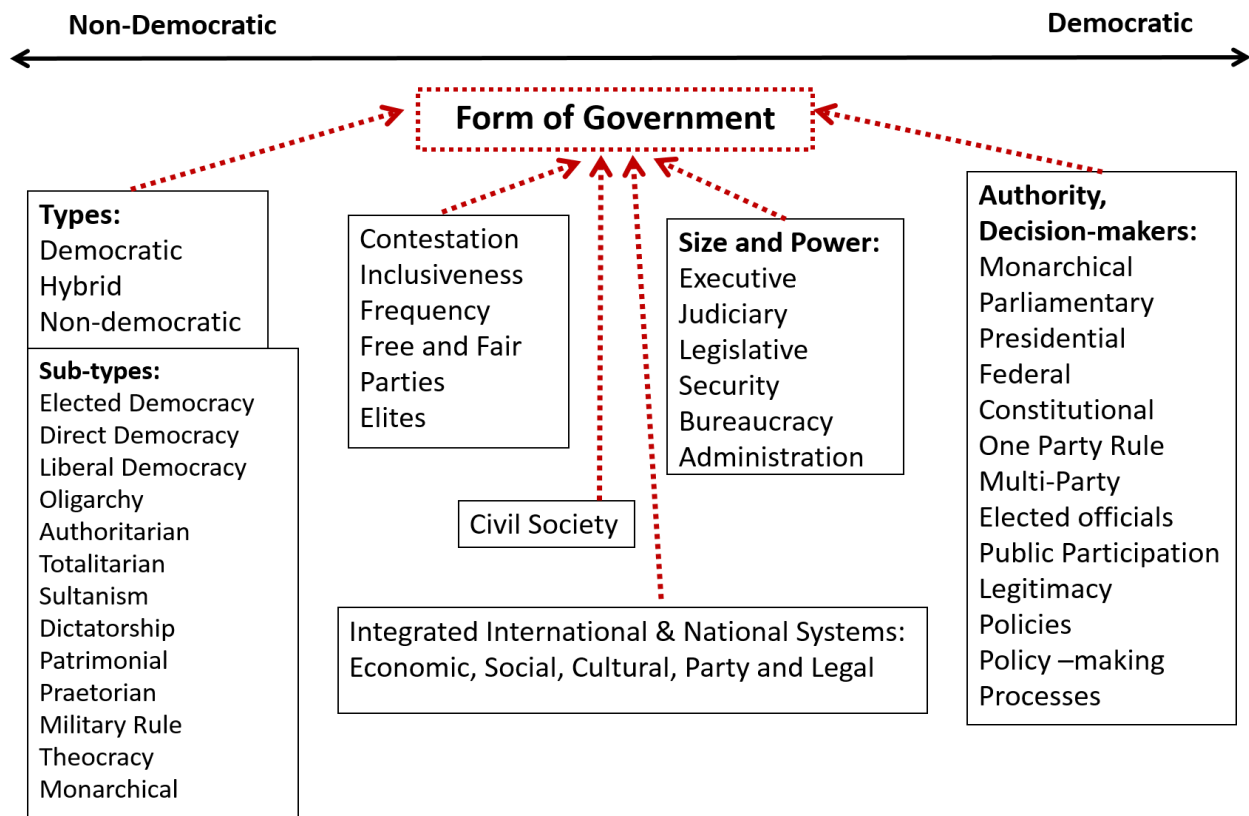 Non-Democratic
Democratic
Form of Government
Types:
Democratic
Hybrid
Non-democratic
Sub-types:
Elected Democracy
Direct Democracy
Liberal Democracy
Oligarchy
Authoritarian
Totalitarian
Sultanism
Dictatorship
Patrimonial
Praetorian
Military Rule
Theocracy
Monarchical
Contestation
Inclusiveness
Frequency
Free and Fair
Parties
Elites
Civil Society
Integrated International & National Systems:
Economic, Social, Cultural, Party and Legal
Size and Power:
Executive
Judiciary
Legislative
Security
Bureaucracy
Administration
Authority,
Decision-makers:
Monarchical
Parliamentary
Presidential
Federal
Constitutional
One Party Rule
Multi-Party
Elected officials
Public Participation
Legitimacy
Policies
Policy –making
Processes